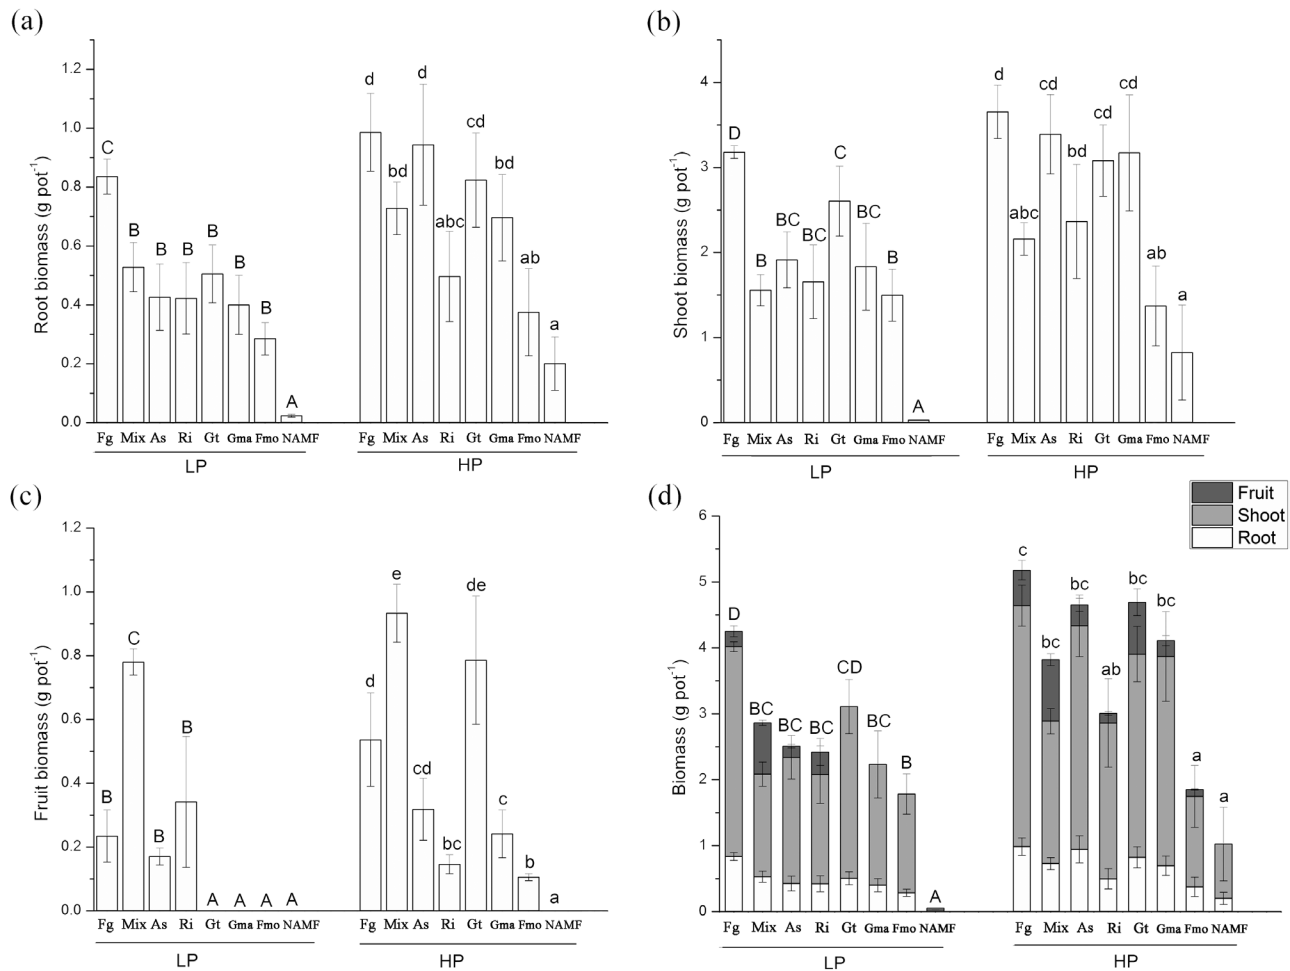 (a)
Root biomass (g pot-1)
1.2
1.0
0.8
0.6
0.4
0.2
0.0
C B B B B B B A
d bd d abc cd bd ab a
Fg Mix As Ri Gt Gma Fmo NAMF
Fg Mix As Ri Gt Gma Fmo NAMF
LP
HP
(b)
Shoot biomass (g pot-1)
4
3
2
1
0
D B BC BC C BC B A
d abc cd bd cd cd ab a
Fg Mix As Ri Gt Gma Fmo NAMF
Fg Mix As Ri Gt Gma Fmo NAMF
LP
HP
(c)
Fruit biomass (g pot-1)
1.2
1.0
0.8
0.6
0.4
0.2
0.0
B C B B A A A A
d e cd bc de c b a
Fg Mix As Ri Gt Gma Fmo NAMF
Fg Mix As Ri Gt Gma Fmo NAMF
LP
HP
(d)
Fruit
Shoot
Root
Biomass (g pot-1)
6
5
4
3
2
1
0
D BC BC BC CD BC B A
c bc bc ab bc bc a a
Fg Mix As Ri Gt Gma Fmo NAMF
Fg Mix As Ri Gt Gma Fmo NAMF
LP
HP